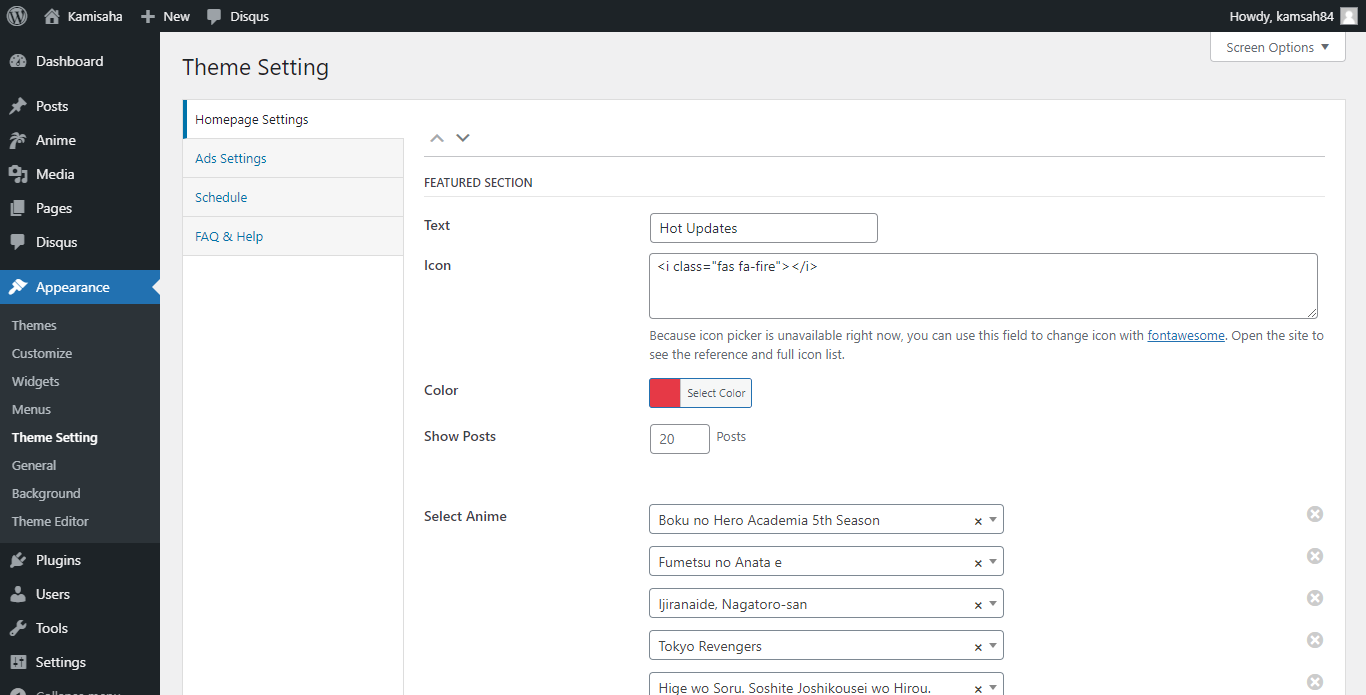 Kamisaha
New
Disqus
Howdy, kamsah84
Screen Options
Dashboard
Posts
Anime
Media
Pages
Disqus
Appearance
Themes
Customize
Widgets
Menus
Theme Setting
General
Background
Theme Editor
Plugins
Users
Tools
Settings
Collapse menu
Theme Setting
Homepage Settings
Ads Settings
Schedule
FAQ & Help
FEATURED SECTION
Text
Hot Updates
Icon
<i class="fas fa-fire"></i>
Because icon picker is unavailable right now, you can use this field to change icon with fontawesome. Open the site to
see the reference and full icon list.
Color
Select Color
Show Posts
20 Posts
Select Anime
Boku no Hero Academia 5th Season
Fumetsu no Anata e
Ijiranaide, Nagatoro-san
Tokyo Revengers
Hige wo Soru. Soshite Joshikousei wo Hirou.